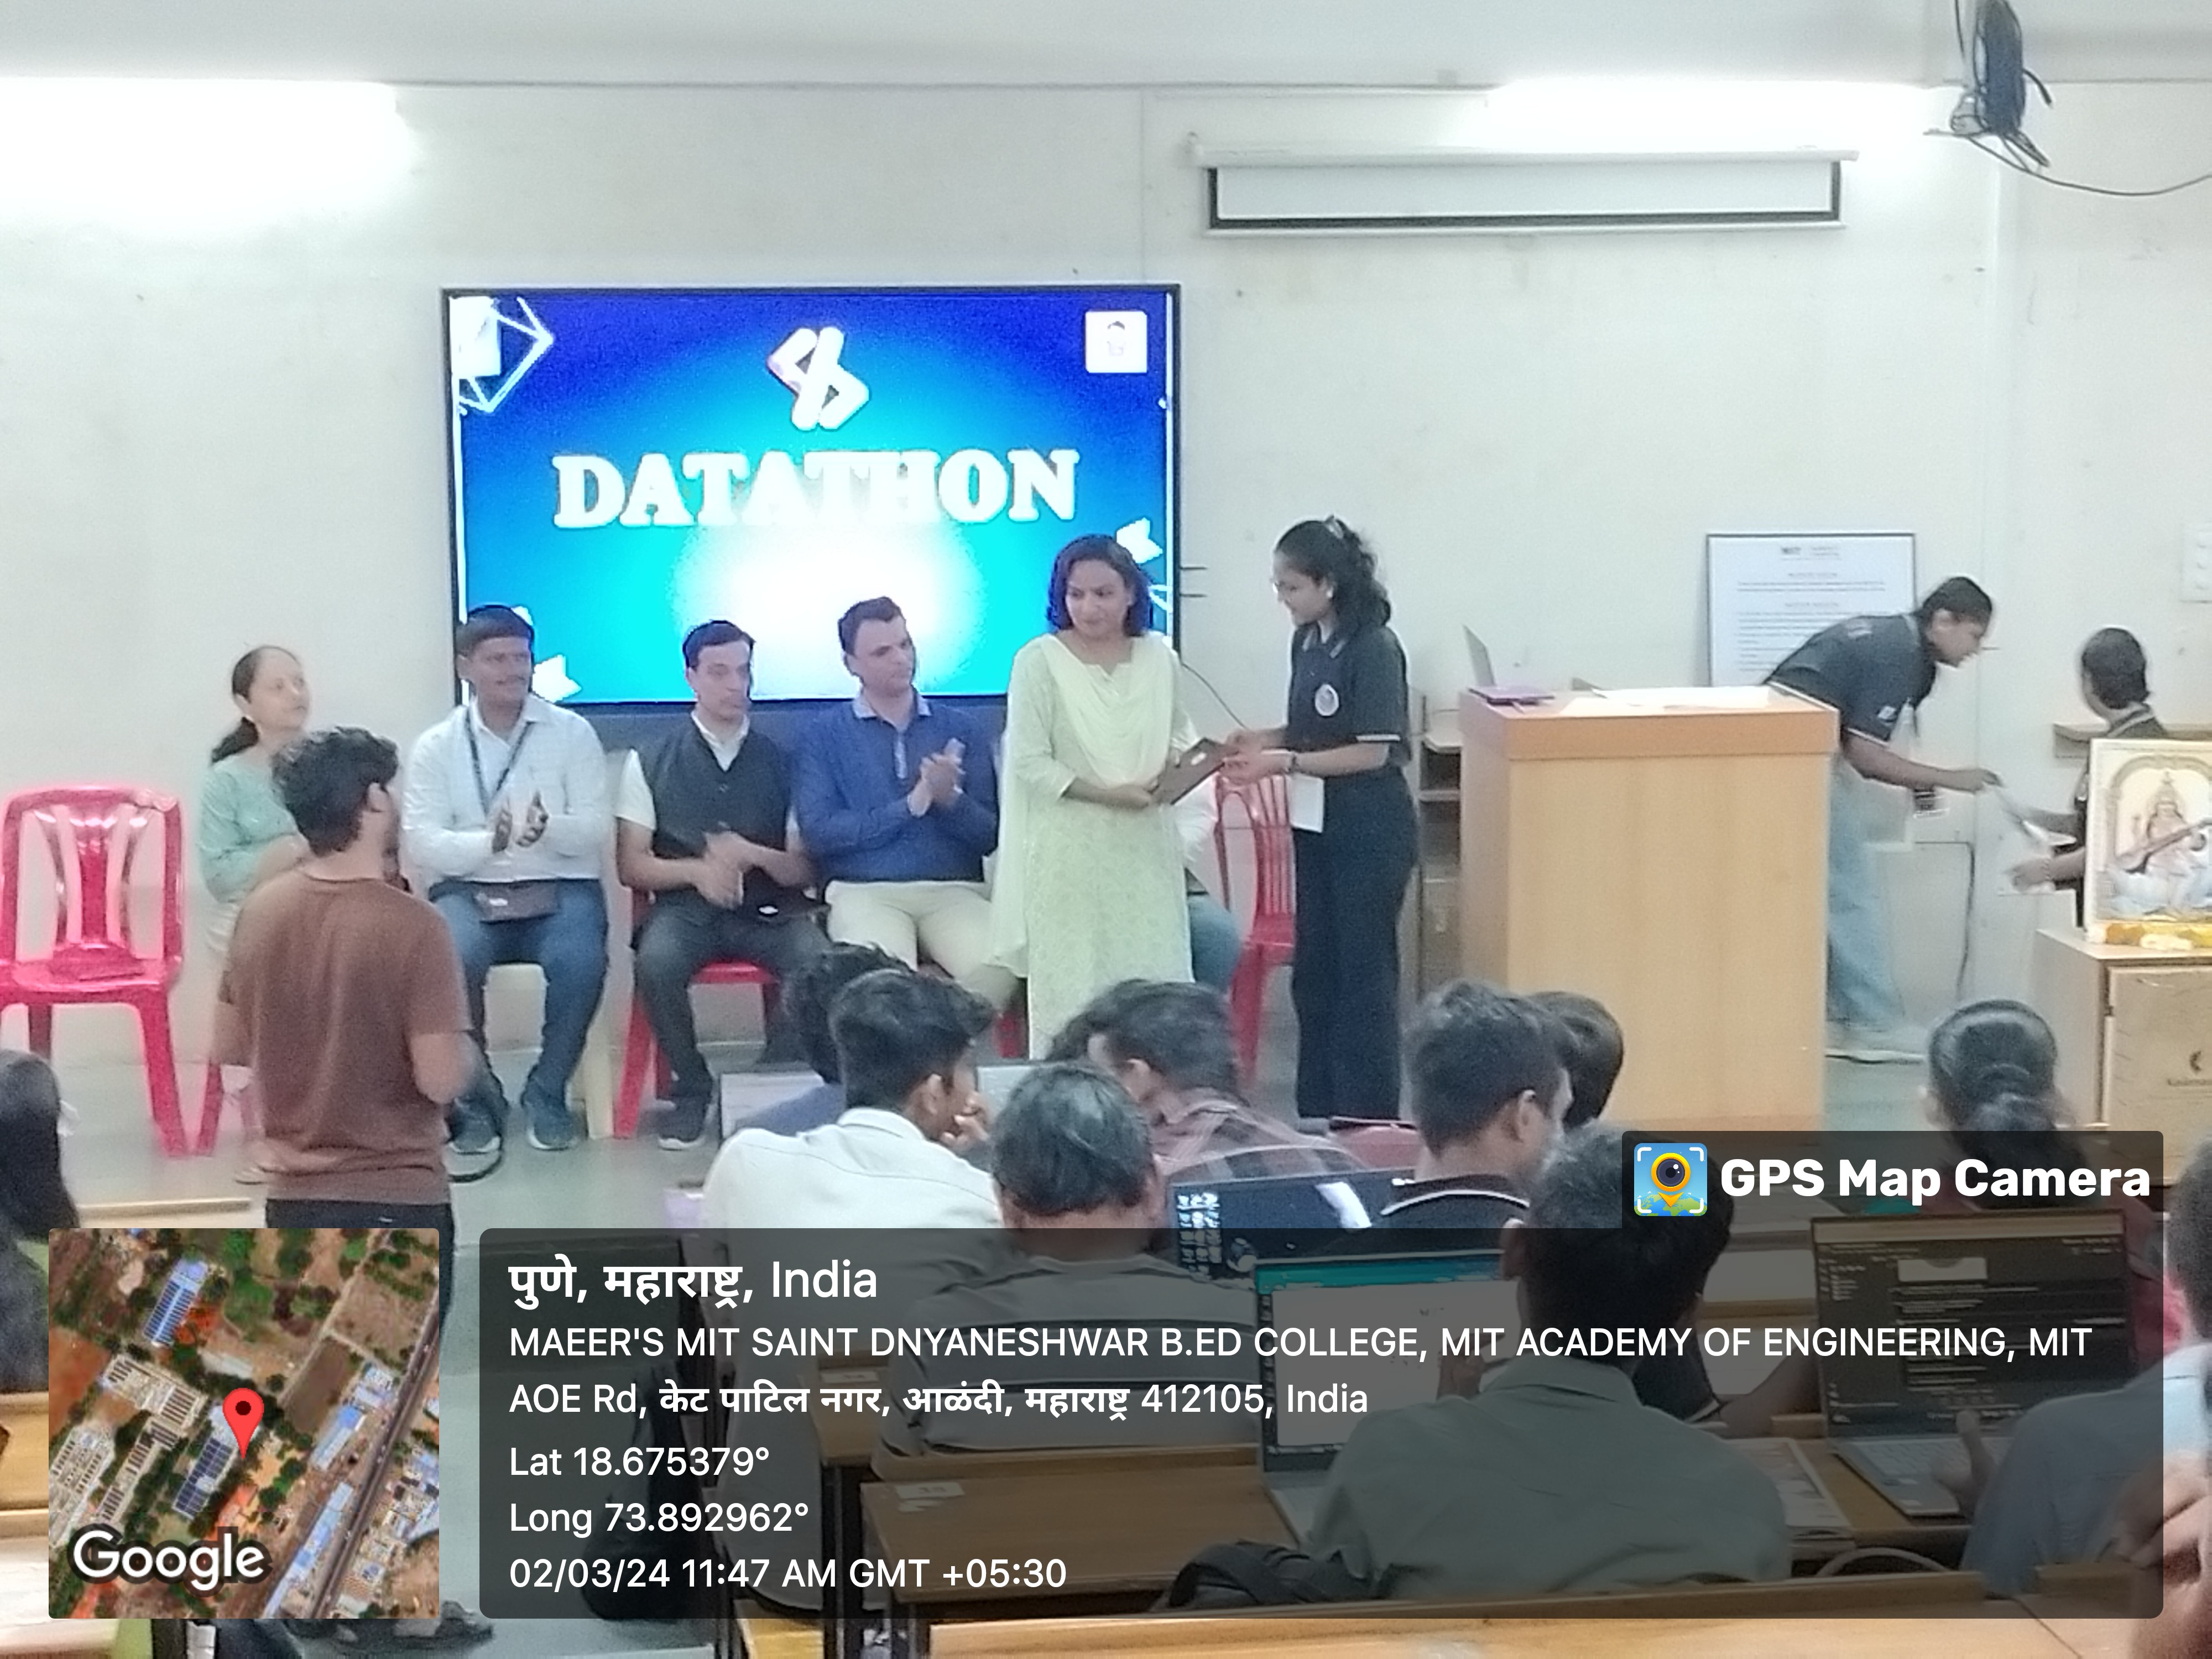 DATATHON
GPS Map Camera
पुणे, महाराष्ट्र, India
MAEER'S MIT SAINT DNYANESHWAR B.ED COLLEGE, MIT ACADEMY OF ENGINEERING, MIT
AOE Rd, केट पाटिल नगर, आळंदी, महाराष्ट्र 412105, India
Lat 18.675379°
Long 73.892962°
02/03/24 11:47 AM GMT +05:30
Google